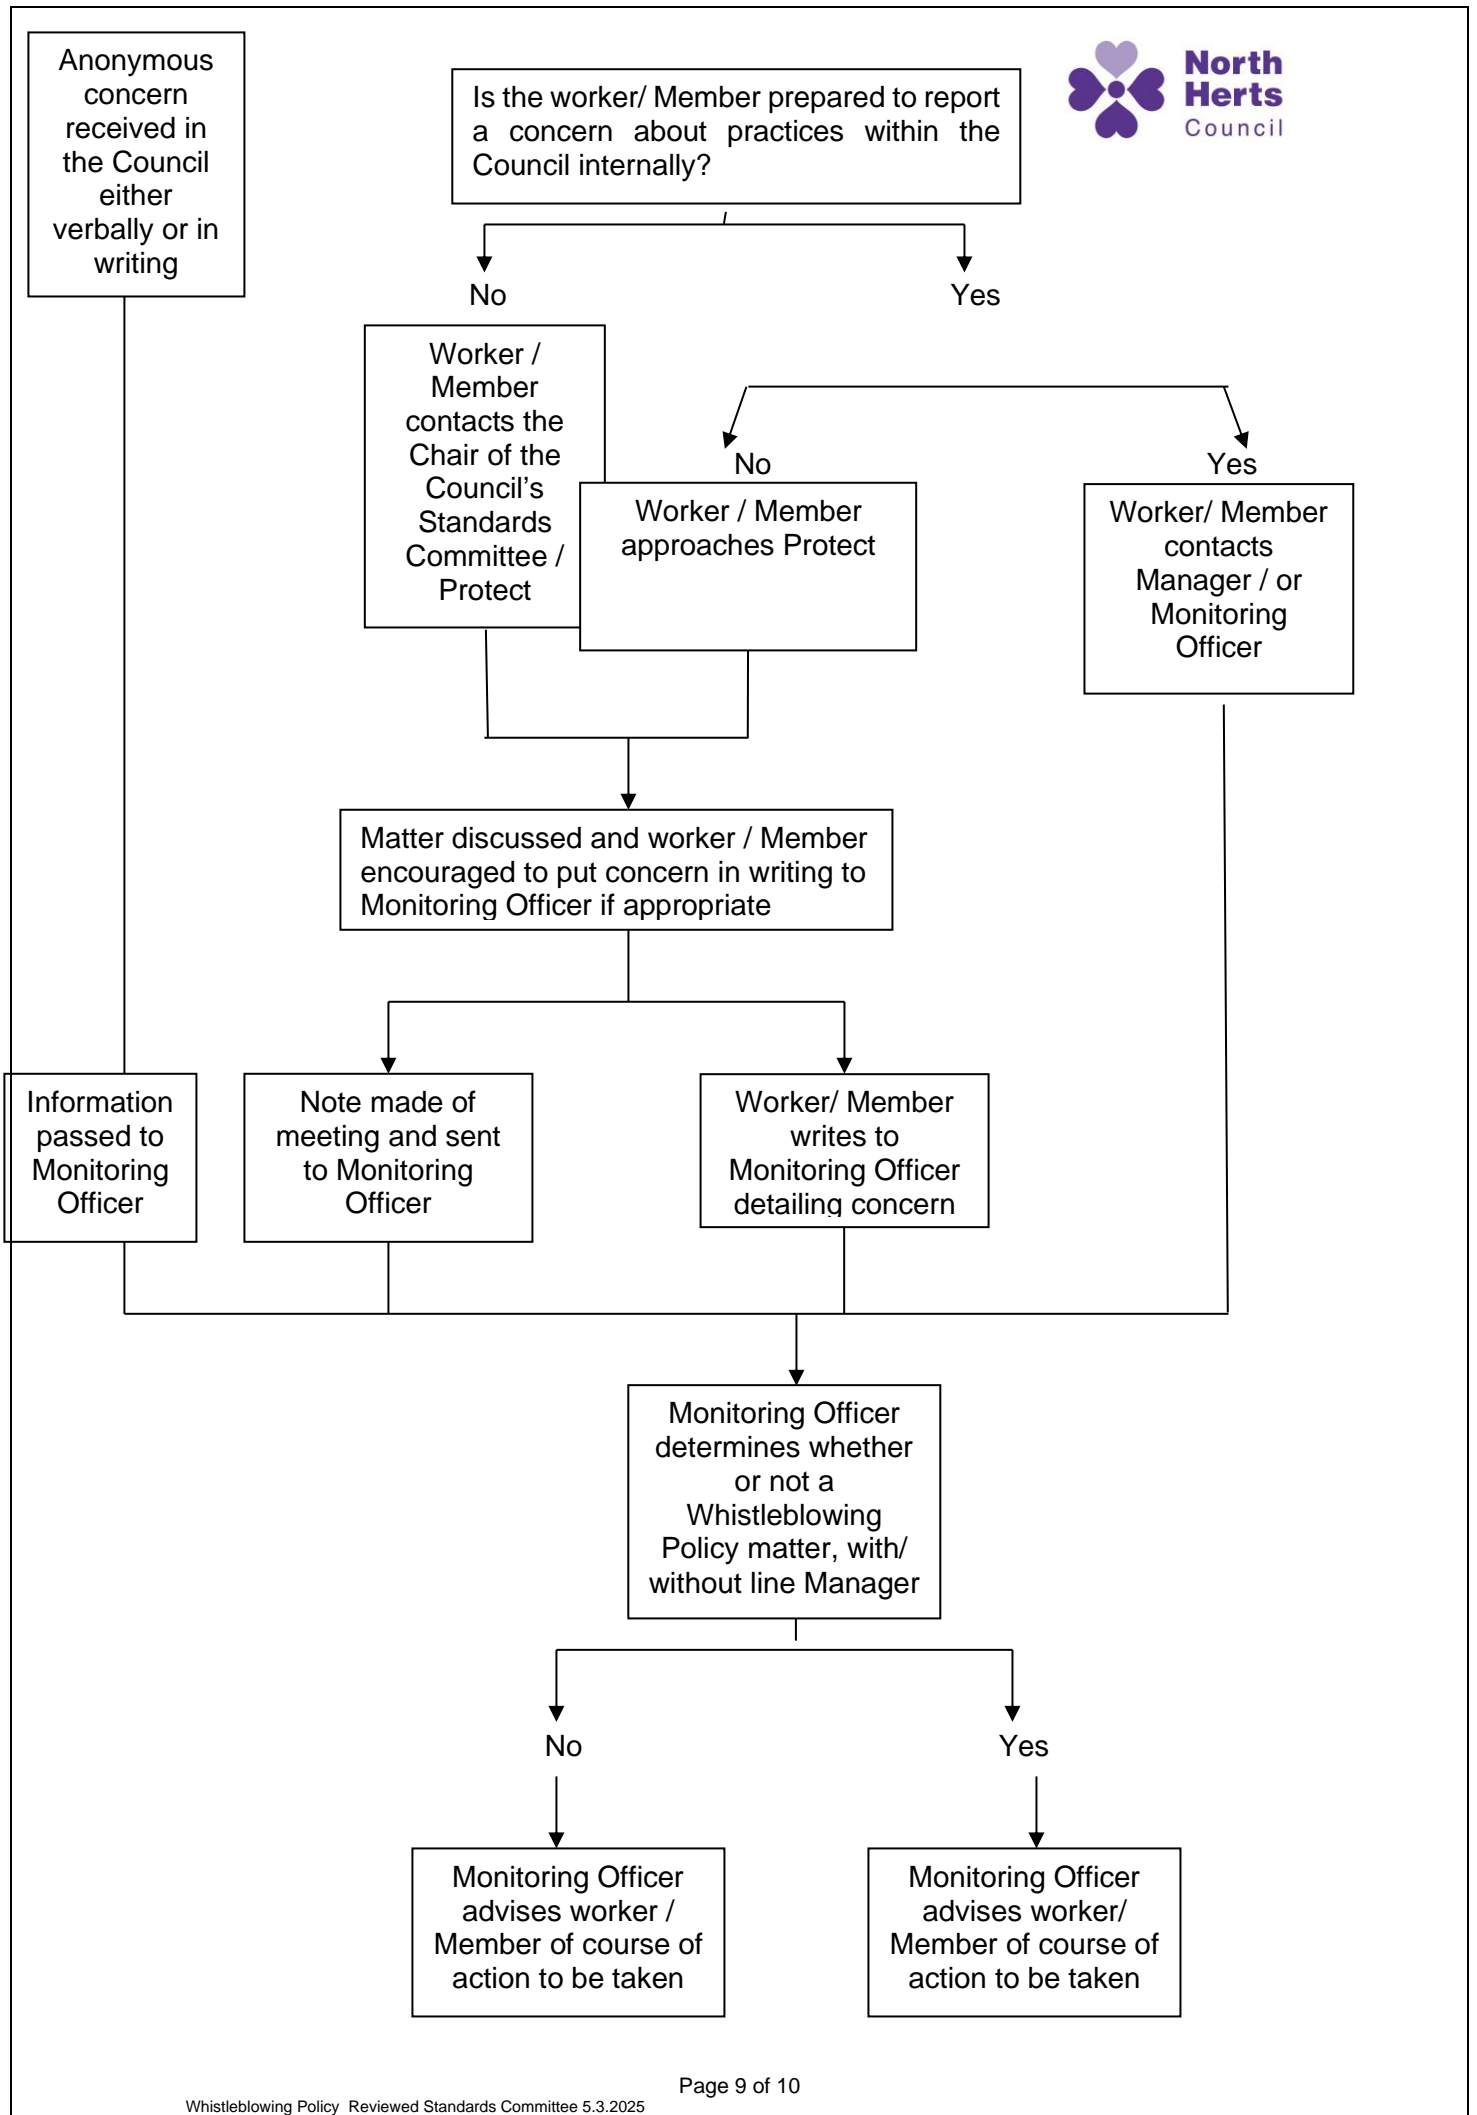 Anonymous
concern
received in
the Council
either
verbally or in
writing
Is the worker/ Member prepared to report
a concern about practices within the
Council internally?
North
Herts
Council
No
Yes
Worker /
Member
contacts the
Chair of the
Council’s
Standards
Committee /
Protect
No
Yes
Worker / Member
approaches Protect
Worker/ Member
contacts
Manager / or
Monitoring
Officer
Matter discussed and worker / Member
encouraged to put concern in writing to
Monitoring Officer if appropriate
Information
passed to
Monitoring
Officer
Note made of
meeting and sent
to Monitoring
Officer
Worker/ Member
writes to
Monitoring Officer
detailing concern
Monitoring Officer
determines whether
or not a
Whistleblowing
Policy matter, with/
without line Manager
No
Yes
Monitoring Officer
advises worker /
Member of course of
action to be taken
Monitoring Officer
advises worker/
Member of course of
action to be taken
Page 9 of 10
Whistleblowing Policy Reviewed Standards Committee 5.3.2025